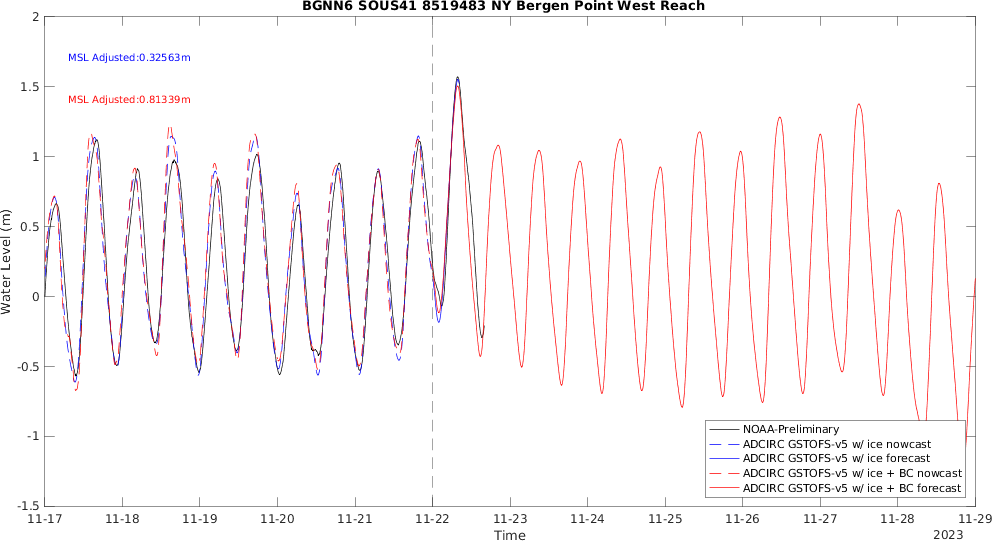 BGNN6 SOUS41 8519483 NY Bergen Point West Reach
2
MSL Adjusted:0.32563m
1.5
MSL Adjusted:0.81339m
1
0.5
Water Level (m)
0
-0.5
-1
NOAA-Preliminary
ADCIRC GSTOFS-v5 w/ ice nowcast
ADCIRC GSTOFS-v5 w/ ice forecast
ADCIRC GSTOFS-v5 w/ ice + BC nowcast
ADCIRC GSTOFS-v5 w/ ice + BC forecast
-1.5
11-17 11-18 11-19 11-20 11-21 11-22 11-23 11-24 11-25 11-26 11-27 11-28 11-29
Time
2023